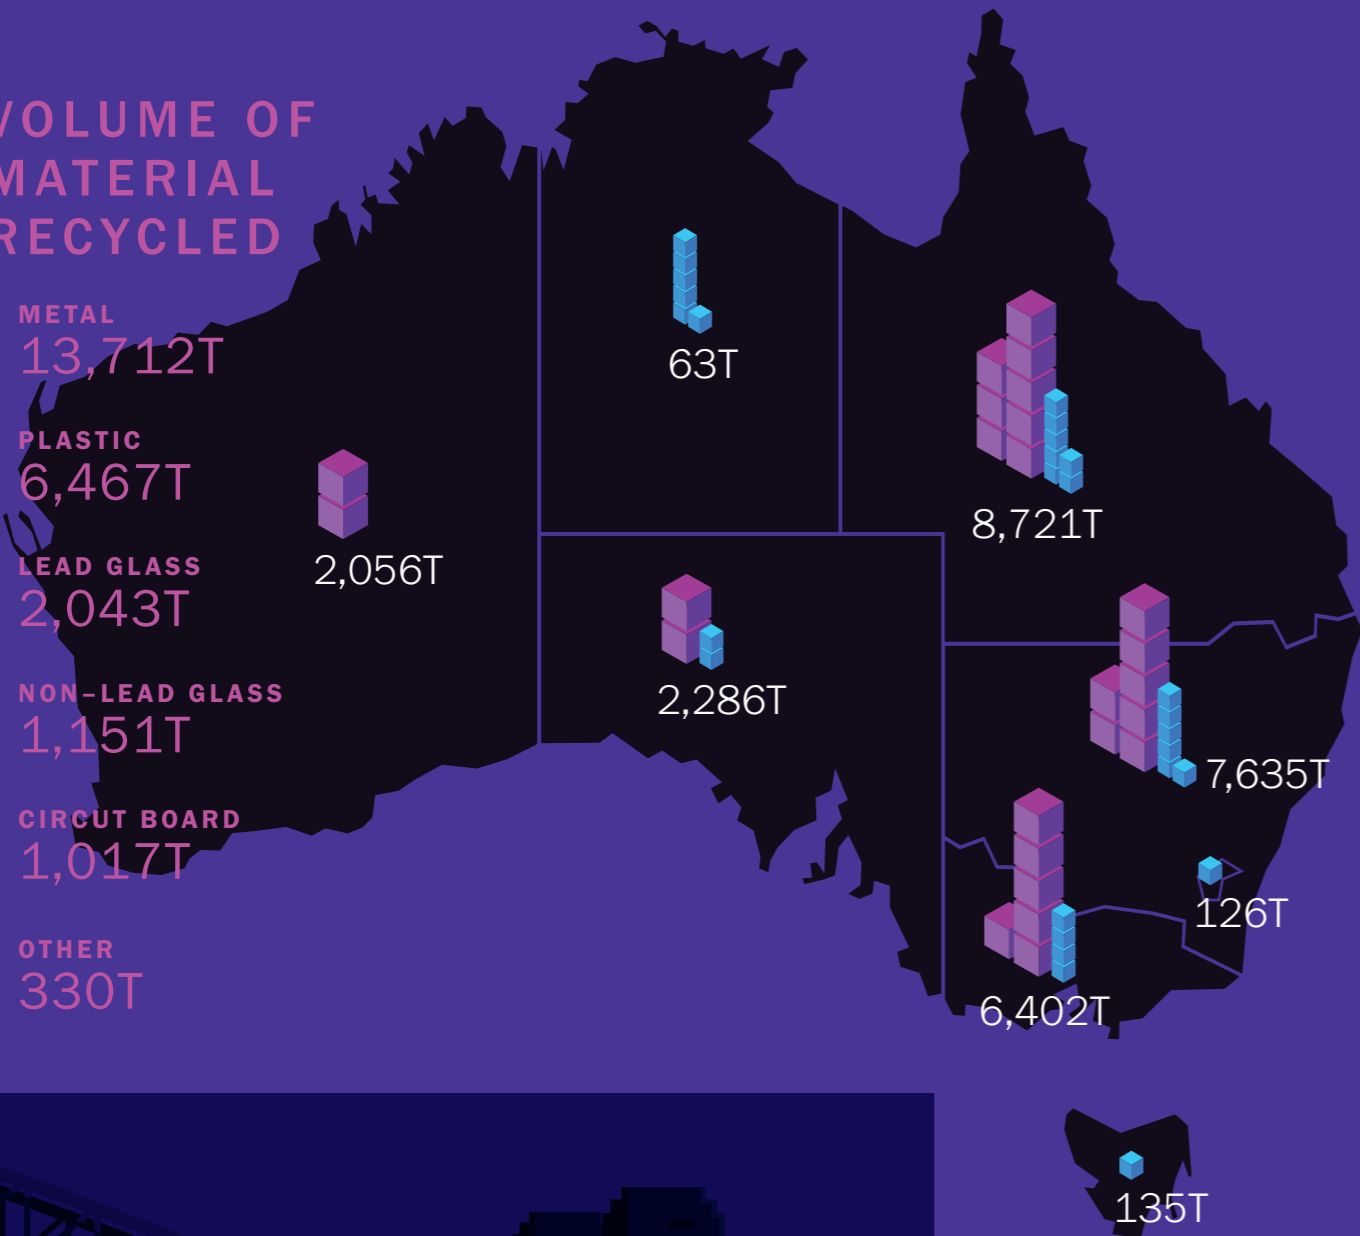 VOLUME OF
MATERIAL
RECYCLED
METAL
13,712T
PLASTIC
6,467T
LEAD GLASS
2,043T
NON–LEAD GLASS
1,151T
CIRCUT BOARD
1,017T
OTHER
330T
63T
8,721T
2,056T
2,286T
7,635T
126T
6,402T
135T